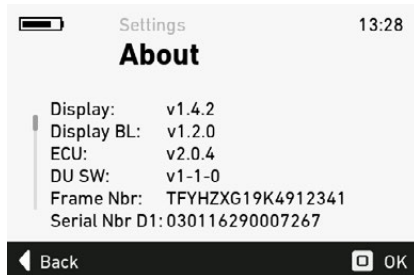 Settings
13:28
About
Display: v1.4.2
Display BL: v1.2.0
ECU: v2.0.4
DU SW: v1-1-0
Frame Nbr: TFYHZXG19K4912341
Serial Nbr D1: 030116290007267
Back
OK